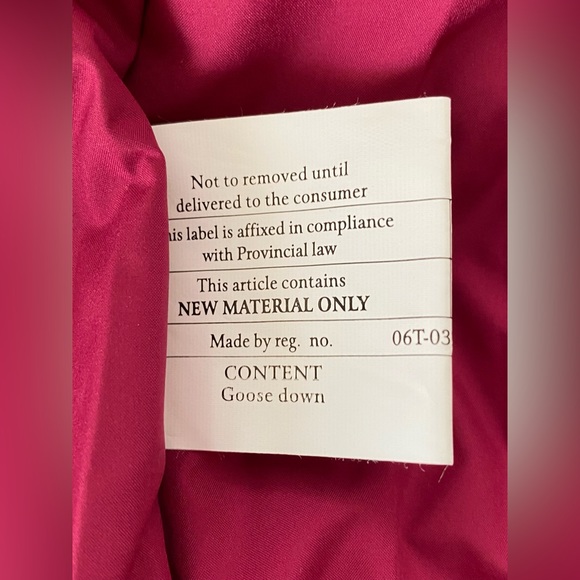 Not to removed until
delivered to the consumer
his label is affixed in compliance
with Provincial law
This article contains
NEW MATERIAL ONLY
Made by reg. no. 06T-03
CONTENT
Goose down